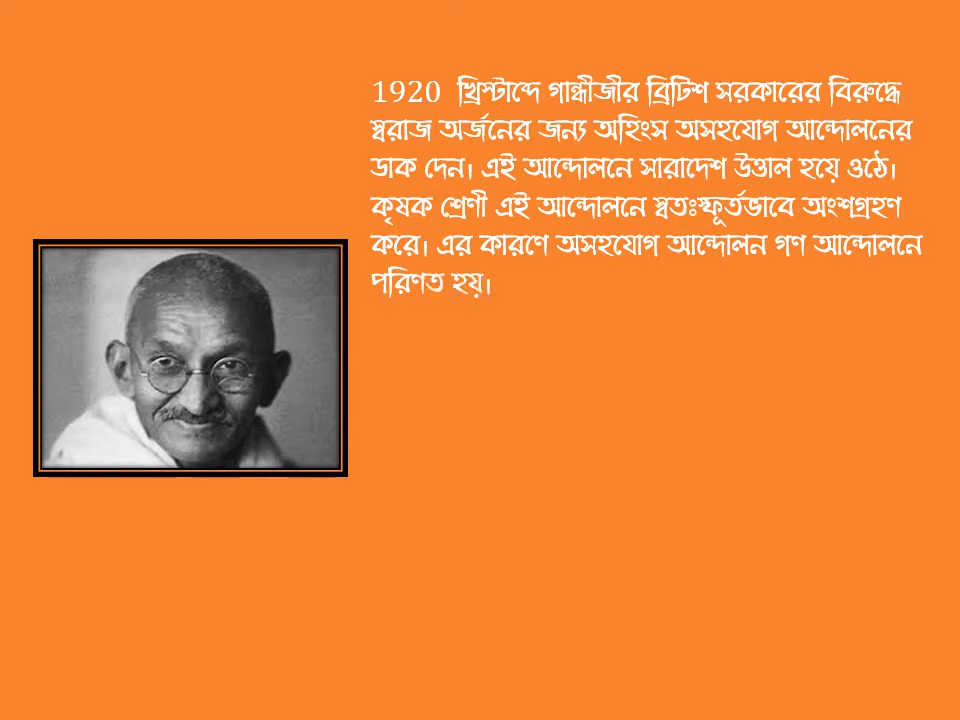 1920 খ্রিস্টাব্দে গান্ধীজীর ব্রিটিশ সরকারের বিরুদ্ধে
স্বরাজ অর্জনের জন্য অহিংস অসহযোগ আন্দোলনের
ডাক দেন। এই আন্দোলনে সারাদেশ উত্তাল হয়ে ওঠে।
কৃষক শ্রেণী এই আন্দোলনে স্বতঃস্ফূর্তভাবে অংশগ্রহণ
করে। এর কারণে অসহযোগ আন্দোলন গণ আন্দোলনে
পরিণত হয়।